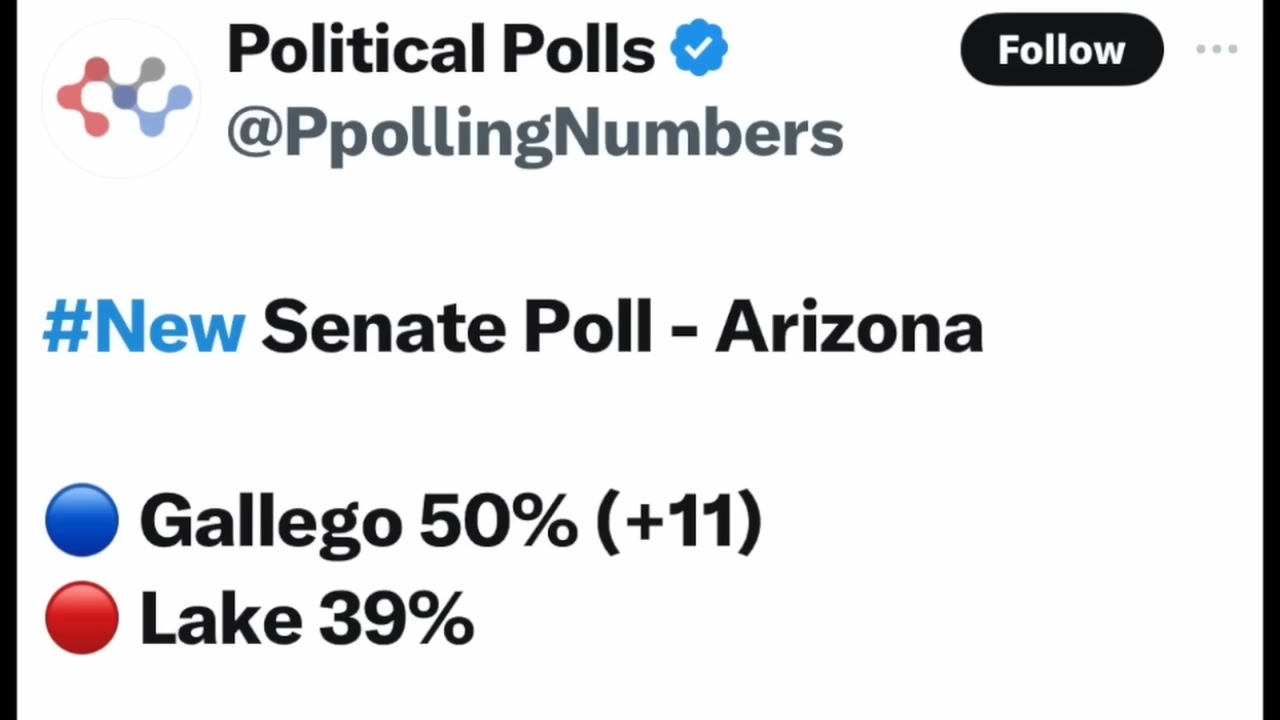 Political Polls
Follow
@PpollingNumbers
#New Senate Poll - Arizona
🔵 Gallego 50% (+11)
🔴 Lake 39%